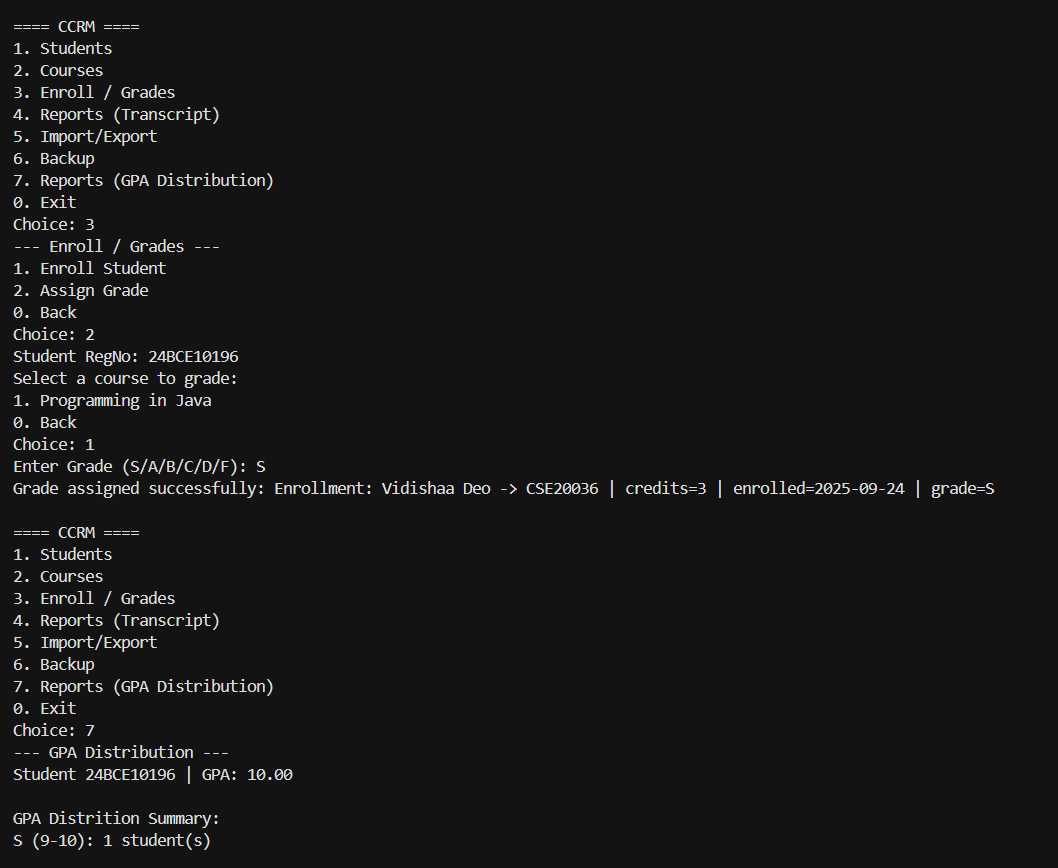 ==== CCRM ====
1. Students
2. Courses
3. Enroll / Grades
4. Reports (Transcript)
5. Import/Export
6. Backup
7. Reports (GPA Distribution)
0. Exit
Choice: 3
--- Enroll / Grades ---
1. Enroll Student
2. Assign Grade
0. Back
Choice: 2
Student RegNo: 24BCE10196
Select a course to grade:
1. Programming in Java
0. Back
Choice: 1
Enter Grade (S/A/B/C/D/F): S
Grade assigned successfully: Enrollment: Vidishaa Deo -> CSE20036 | credits=3 | enrolled=2025-09-24 | grade=S
==== CCRM ====
1. Students
2. Courses
3. Enroll / Grades
4. Reports (Transcript)
5. Import/Export
6. Backup
7. Reports (GPA Distribution)
0. Exit
Choice: 7
--- GPA Distribution ---
Student 24BCE10196 | GPA: 10.00
GPA Distrition Summary:
S (9-10): 1 student(s)